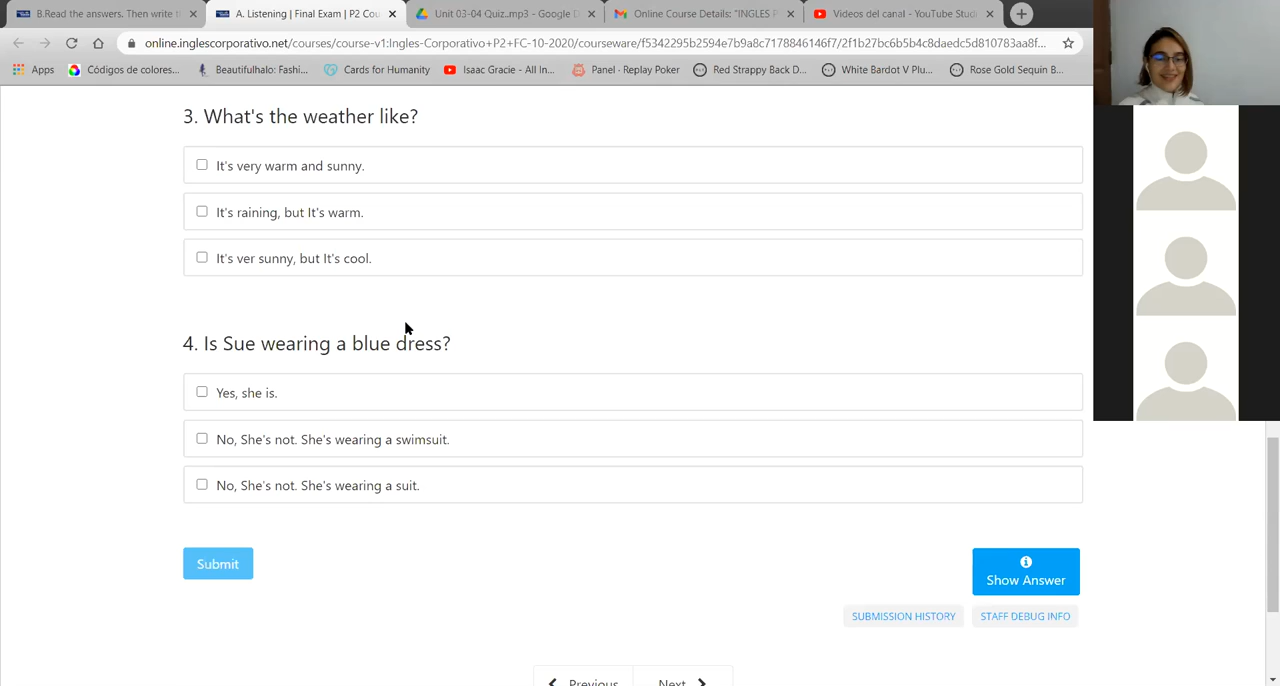 B.Read the answers. Then write t
A. Listening | Final Exam | P2 Cou
Unit 03-04 Quiz..mp3 - Google D
Online Course Details: "INGLES P
Videos del canal - YouTube Stud
online.inglescorporativo.net/courses/course-v1:Ingles-Corporativo+P2+FC-10-2020/courseware/f5342295b2594e7b9a8c7178846146f7/2f1b27bc6b5b4c8daedc5d810783aa8f...
Apps
Códigos de colores...
Beautifulhalo: Fashi...
Cards for Humanity
Isaac Gracie - All In...
Panel · Replay Poker
Red Strappy Back D...
White Bardot V Plu...
Rose Gold Sequin B...
3. What's the weather like?
It's very warm and sunny.
It's raining, but It's warm.
It's ver sunny, but It's cool.
4. Is Sue wearing a blue dress?
Yes, she is.
No, She's not. She's wearing a swimsuit.
No, She's not. She's wearing a suit.
Submit
Show Answer
SUBMISSION HISTORY
STAFF DEBUG INFO
Previous
Next